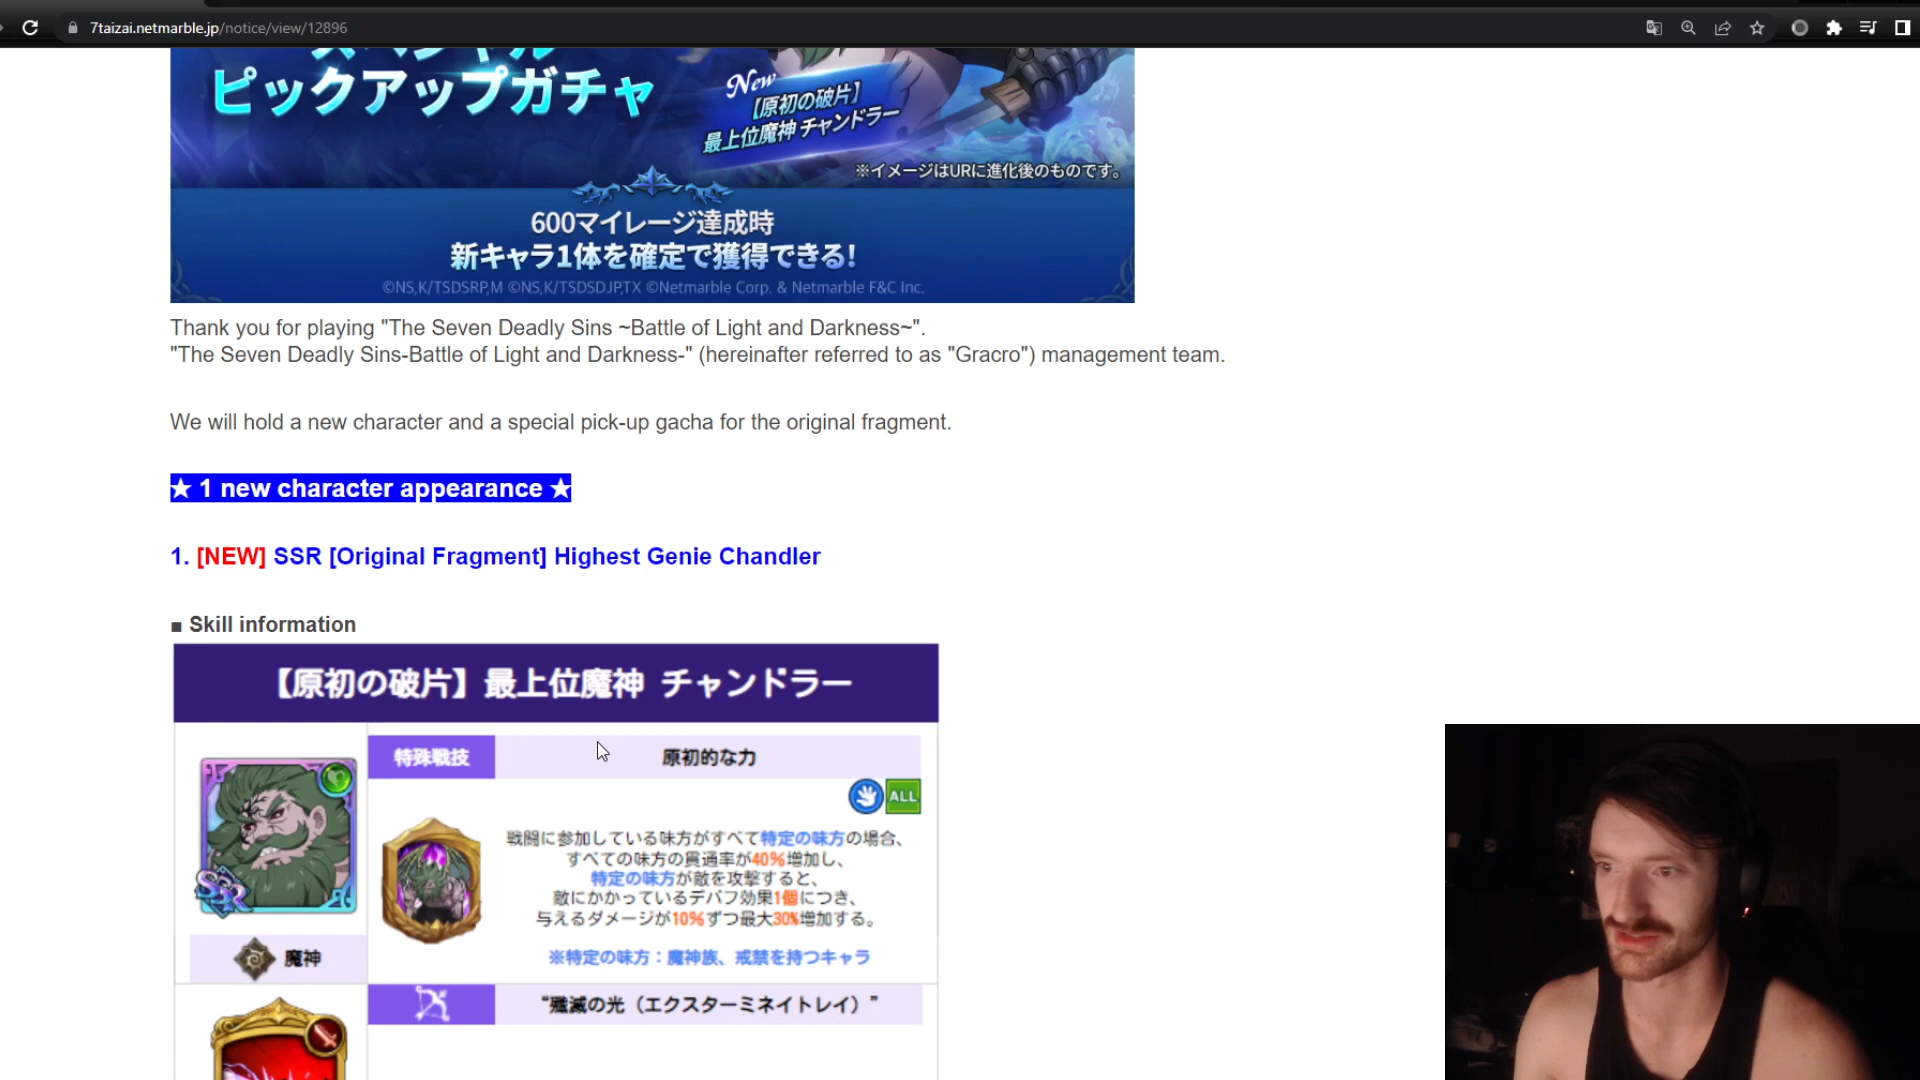 7taizai.netmarble.jp/notice/view/12896
ピックアップガチャ
New
【原初の破片】
最上位魔神 チャンドラー
※イメージはURに進化後のものです。
600マイレージ達成時
新キャラ1体を確定で獲得できる!
©NS,K/TSDSRP,M ©NS,K/TSDSDJP,TX ©Netmarble Corp. & Netmarble F&C Inc.
Thank you for playing "The Seven Deadly Sins ~Battle of Light and Darkness~".
"The Seven Deadly Sins-Battle of Light and Darkness-" (hereinafter referred to as "Gracro") management team.
We will hold a new character and a special pick-up gacha for the original fragment.
★ 1 new character appearance ★
1. [NEW] SSR [Original Fragment] Highest Genie Chandler
■ Skill information
【原初の破片】最上位魔神 チャンドラー
特殊戦技 原初的な力
ALL
戦闘に参加している味方がすべて特定の味方の場合、
すべての味方の貫通率が40%増加し、
特定の味方が敵を攻撃すると、
敵にかかっているデバフ効果1個につき、
与えるダメージが10%ずつ最大30%増加する。
※特定の味方：魔神族、戒禁を持つキャラ
SSR
魔神
“殲滅の光（エクスターミネイトレイ）”